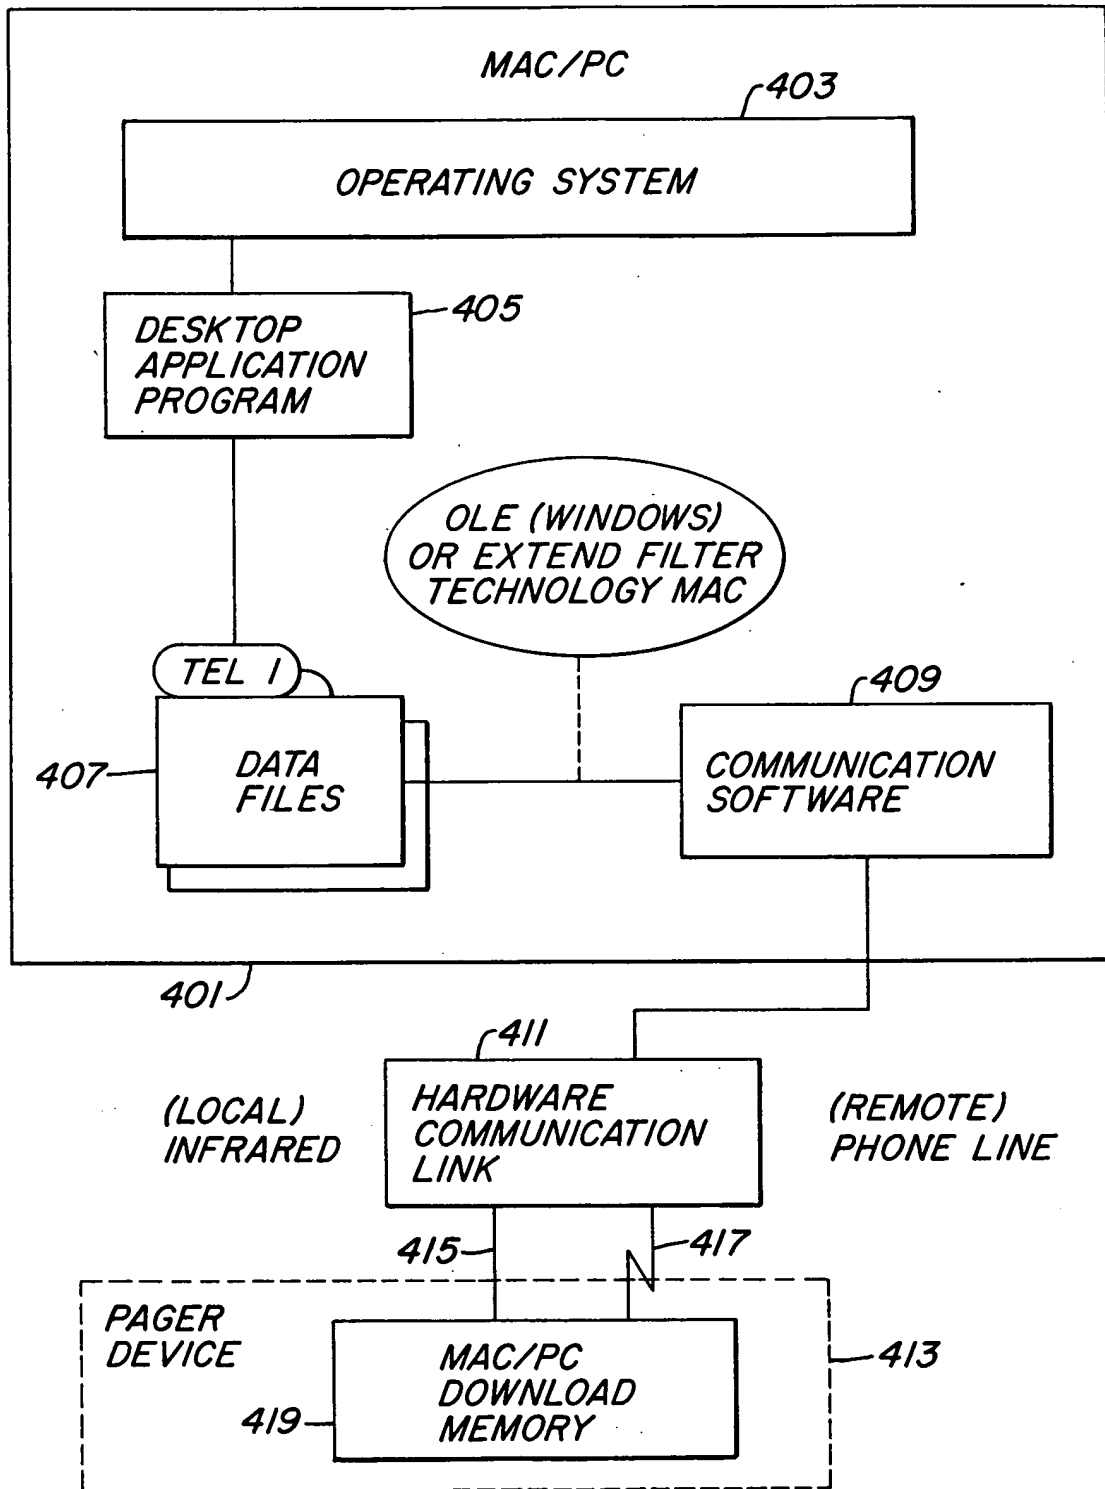 MAC/PC
403
OPERATING SYSTEM
405
DESKTOP
APPLICATION
PROGRAM
OLE (WINDOWS)
OR EXTEND FILTER
TECHNOLOGY MAC
TEL 1
409
407
DATA
FILES
COMMUNICATION
SOFTWARE
401
411
(LOCAL)
INFRARED
HARDWARE
COMMUNICATION
LINK
(REMOTE)
PHONE LINE
415
417
PAGER
DEVICE
413
MAC/PC
DOWNLOAD
MEMORY
419